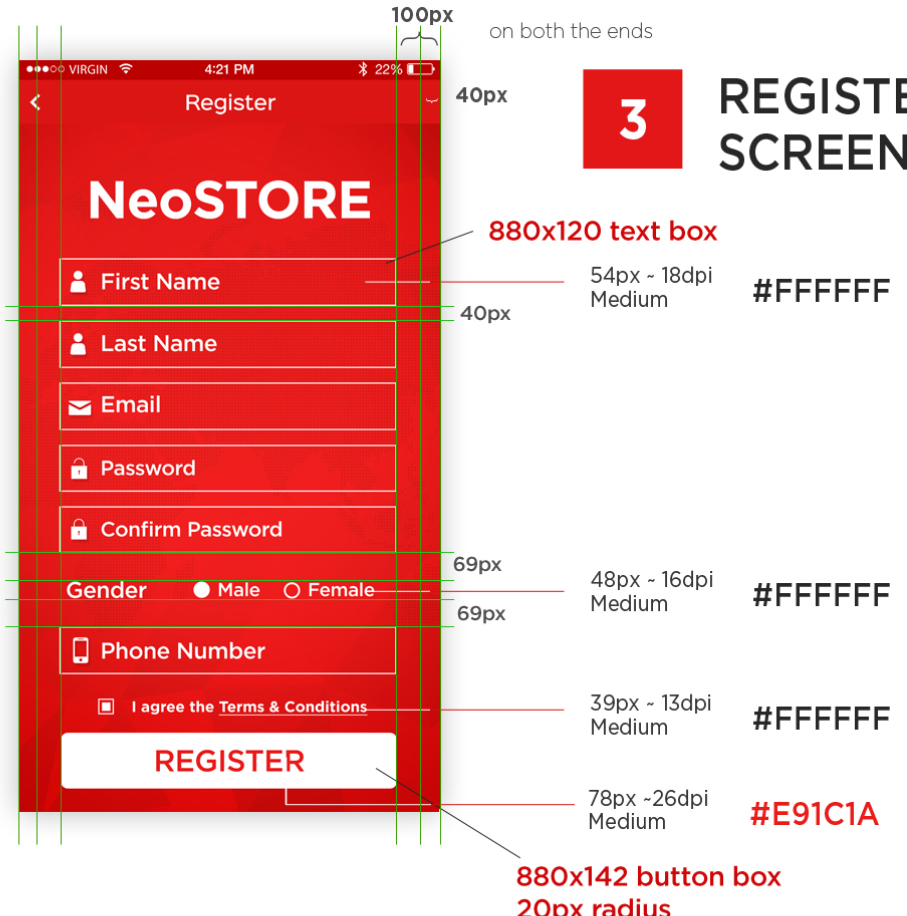 100px
on both the ends
VIRGIN 4:21 PM 22%
Register
40px
3
REGISTE
SCREEN
NeoSTORE
880x120 text box
First Name
54px ~ 18dpi
Medium
#FFFFFF
40px
Last Name
Email
Password
Confirm Password
69px
Gender Male Female
48px ~ 16dpi
Medium
#FFFFFF
69px
Phone Number
I agree the Terms & Conditions
39px ~ 13dpi
Medium
#FFFFFF
REGISTER
78px ~26dpi
Medium
#E91C1A
880x142 button box
20px radius